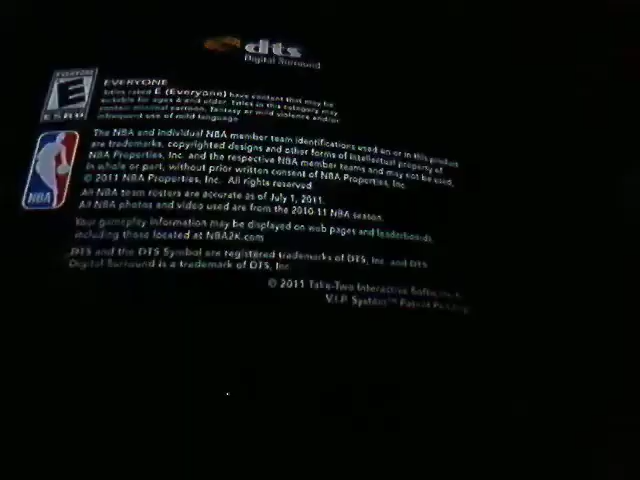 dts
Digital Surround
EVERYONE
E
ESRB
EVERYONE
Titles rated E (Everyone) have content that may be
suitable for ages 6 and older. Titles in this category may
contain minimal cartoon, fantasy or mild violence and/or
infrequent use of mild language.
The NBA and individual NBA member team identifications used on or in this product
are trademarks, copyrighted designs and other forms of intellectual property of
NBA Properties, Inc. and the respective NBA member teams and may not be used,
in whole or part, without prior written consent of NBA Properties, Inc.
© 2011 NBA Properties, Inc. All rights reserved
NBA
All NBA team rosters are accurate as of July 1, 2011.
All NBA photos and video used are from the 2010-11 NBA season.
Your gameplay information may be displayed on web pages and leaderboards,
including those located at NBA2K.com
DTS and the DTS Symbol are registered trademarks of DTS, Inc. and DTS
Digital Surround is a trademark of DTS, Inc.
© 2011 Take-Two Interactive Software.
V.I.P. System™ Patent Pending